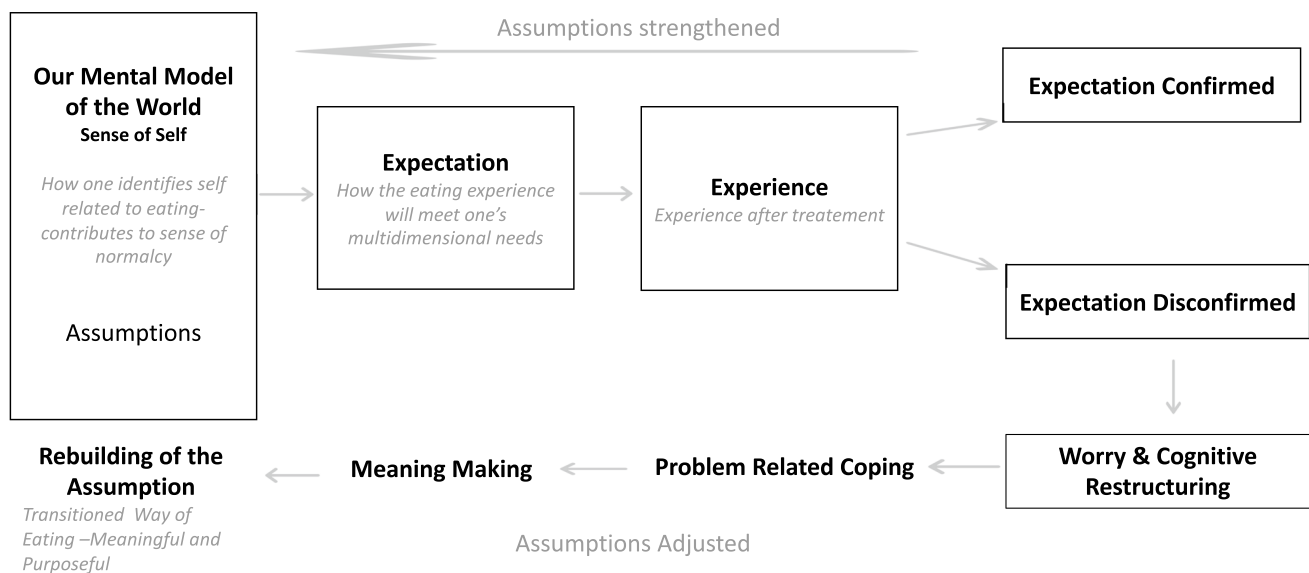 Assumptions strengthened
Our Mental Model
of the World
Sense of Self
How one identifies self
related to eating-
contributes to sense of
normalcy
Assumptions
Expectation
How the eating experience
will meet one’s
multidimensional needs
Experience
Experience after treatement
Expectation Confirmed
Expectation Disconfirmed
Worry & Cognitive
Restructuring
Problem Related Coping
Meaning Making
Rebuilding of the
Assumption
Transitioned Way of
Eating –Meaningful and
Purposeful
Assumptions Adjusted